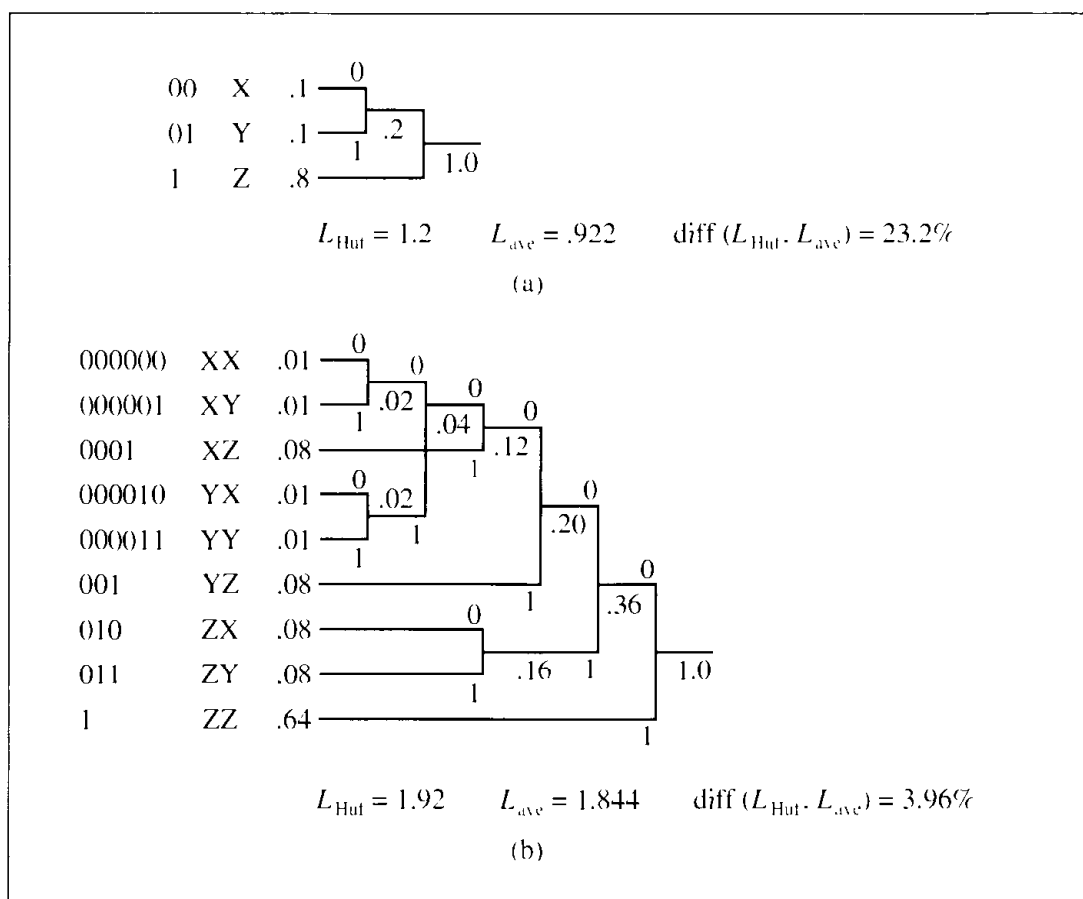 0
00 X .1
.2
01 Y .1
1
1.0
1 Z .8
L_Huf = 1.2 L_ave = .922 diff (L_Huf, L_ave) = 23.2%
(a)
0
000000 XX .01
0
.02
0
000001 XY .01
1
.04
0
0001 XZ .08
1
.12
0
000010 YX .01
.02
0
000011 YY .01
1
1
.20
001 YZ .08
1
0
.36
0
010 ZX .08
.16
1
1.0
011 ZY .08
1
1 ZZ .64
1
L_Huf = 1.92 L_ave = 1.844 diff (L_Huf, L_ave) = 3.96%
(b)